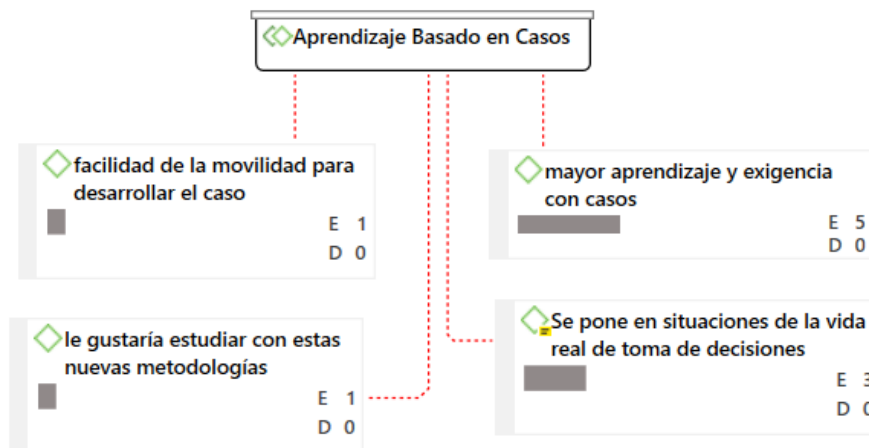 Aprendizaje Basado en Casos
facilidad de la movilidad para
desarrollar el caso
E 1
D 0
mayor aprendizaje y exigencia
con casos
E 5
D 0
le gustaría estudiar con estas
nuevas metodologías
E 1
D 0
Se pone en situaciones de la vida
real de toma de decisiones
E 3
D 0